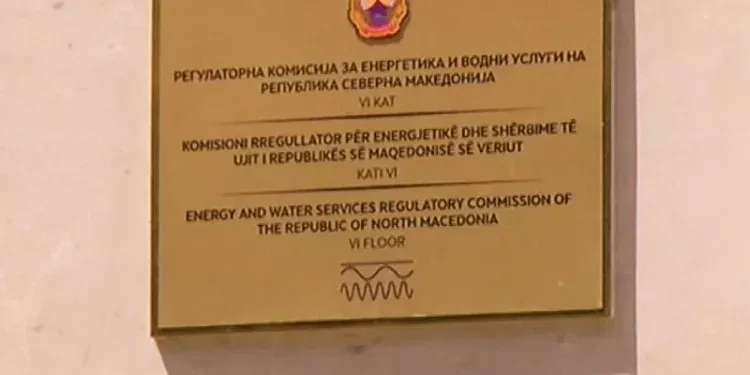 РЕГУЛАТОРНА КОМИСИЈА ЗА ЕНЕРГЕТИКА И ВОДНИ УСЛУГИ НА
РЕПУБЛИКА СЕВЕРНА МАКЕДОНИЈА
VI КАТ
KOMISIONI RREGULLATOR PËR ENERGJETIKË DHE SHËRBIME TË
UJIT I REPUBLIKËS SË MAQEDONISË SË VERIUT
KATI VI
ENERGY AND WATER SERVICES REGULATORY COMMISSION OF
THE REPUBLIC OF NORTH MACEDONIA
VI FLOOR